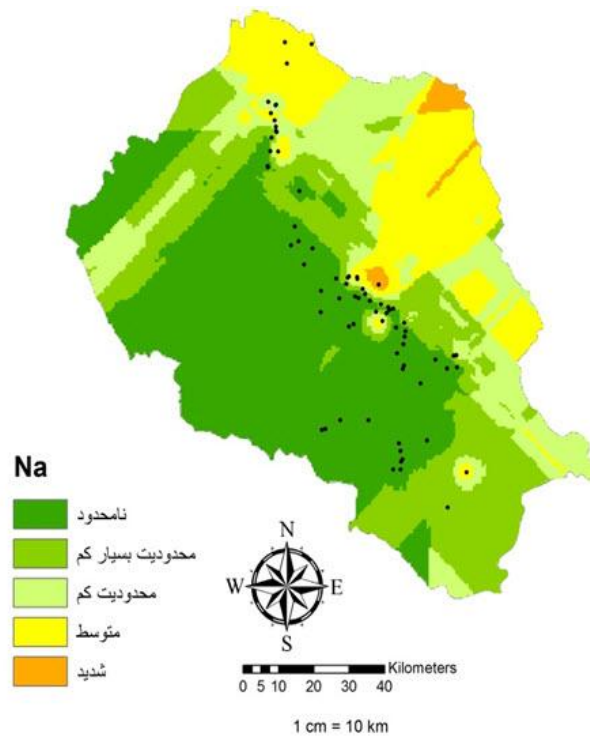 Na
نامحدود
محدودیت بسیار کم
محدودیت کم
متوسط
شدید
N
W E
S
Kilometers
0 5 10 20 30 40
1 cm = 10 km